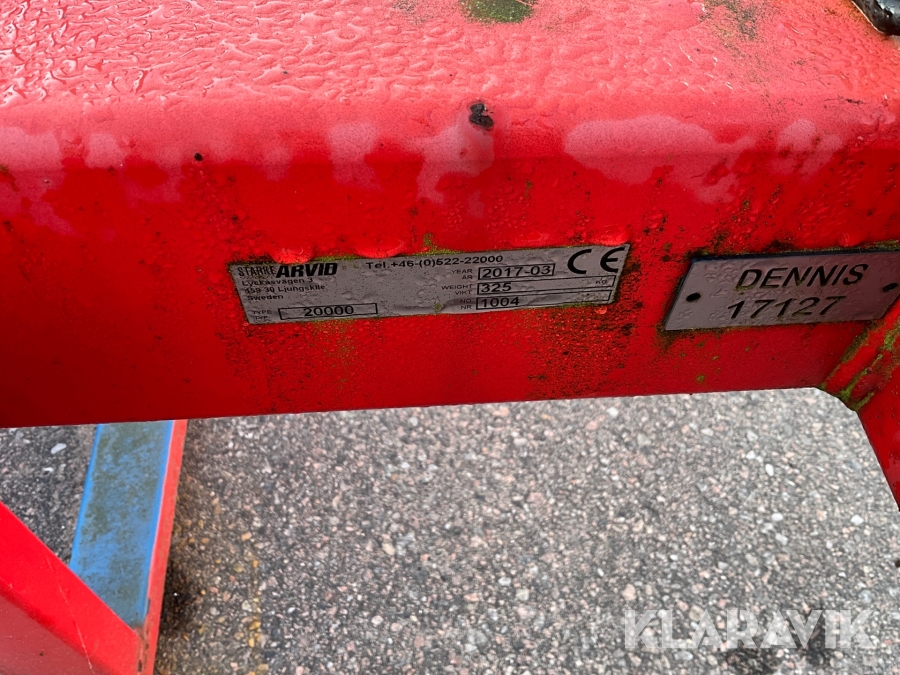 STARKE ARVID
Tel.+46-(0)522-22000
Lyckasvägen 3
459 30 Ljungskile
Sweden
TYPE
TYP
20000
YEAR
ÅR
2017-03
WEIGHT
VIKT
325
KG
NO
NR
1004
CE
DENNIS
17127
KLARAVIK